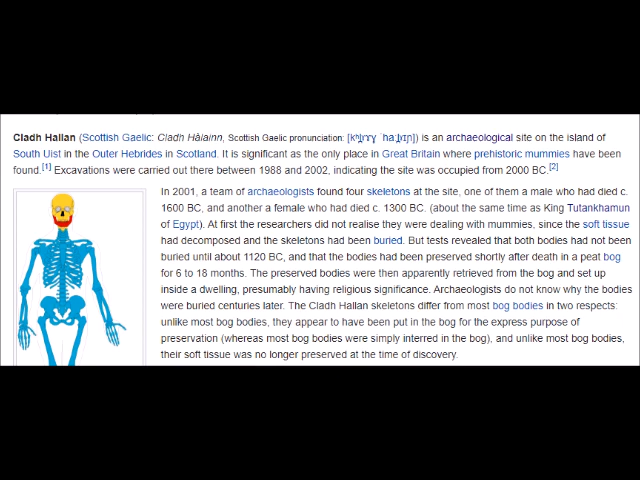 Cladh Hallan (Scottish Gaelic: Cladh Hàlainn, Scottish Gaelic pronunciation: is an archaeological site on the island of
South Uist in the Outer Hebrides in Scotland. It is significant as the only place in Great Britain where prehistoric mummies have been
found.[1] Excavations were carried out there between 1988 and 2002, indicating the site was occupied from 2000 BC.[2]
In 2001, a team of archaeologists found four skeletons at the site, one of them a male who had died c.
1600 BC, and another a female who had died c. 1300 BC. (about the same time as King Tutankhamun
of Egypt). At first the researchers did not realise they were dealing with mummies, since the soft tissue
had decomposed and the skeletons had been buried. But tests revealed that both bodies had not been
buried until about 1120 BC, and that the bodies had been preserved shortly after death in a peat bog
for 6 to 18 months. The preserved bodies were then apparently retrieved from the bog and set up
inside a dwelling, presumably having religious significance. Archaeologists do not know why the bodies
were buried centuries later. The Cladh Hallan skeletons differ from most bog bodies in two respects:
unlike most bog bodies, they appear to have been put in the bog for the express purpose of
preservation (whereas most bog bodies were simply interred in the bog), and unlike most bog bodies,
their soft tissue was no longer preserved at the time of discovery.